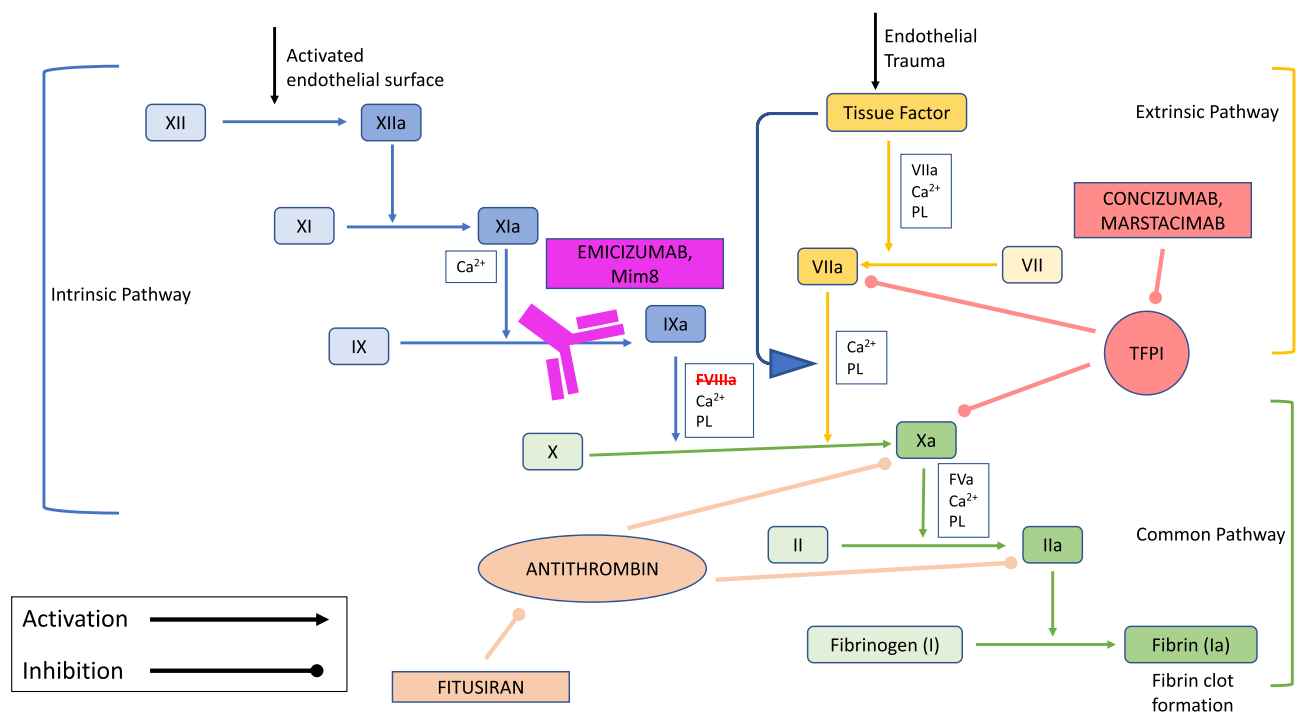 Activated
endothelial surface
Endothelial
Trauma
XII
XIIa
Tissue Factor
Extrinsic Pathway
VIIa
Ca²⁺
PL
CONCIZUMAB,
MARSTACIMAB
XI
XIa
Ca²⁺
EMICIZUMAB,
Mim8
VIIa
VII
Intrinsic Pathway
IX
IXa
TFPI
Ca²⁺
PL
FVIIIa
Ca²⁺
PL
X
Xa
FVa
Ca²⁺
PL
II
IIa
Common Pathway
ANTITHROMBIN
Activation
Inhibition
Fibrinogen (I)
Fibrin (Ia)
FITUSIRAN
Fibrin clot
formation